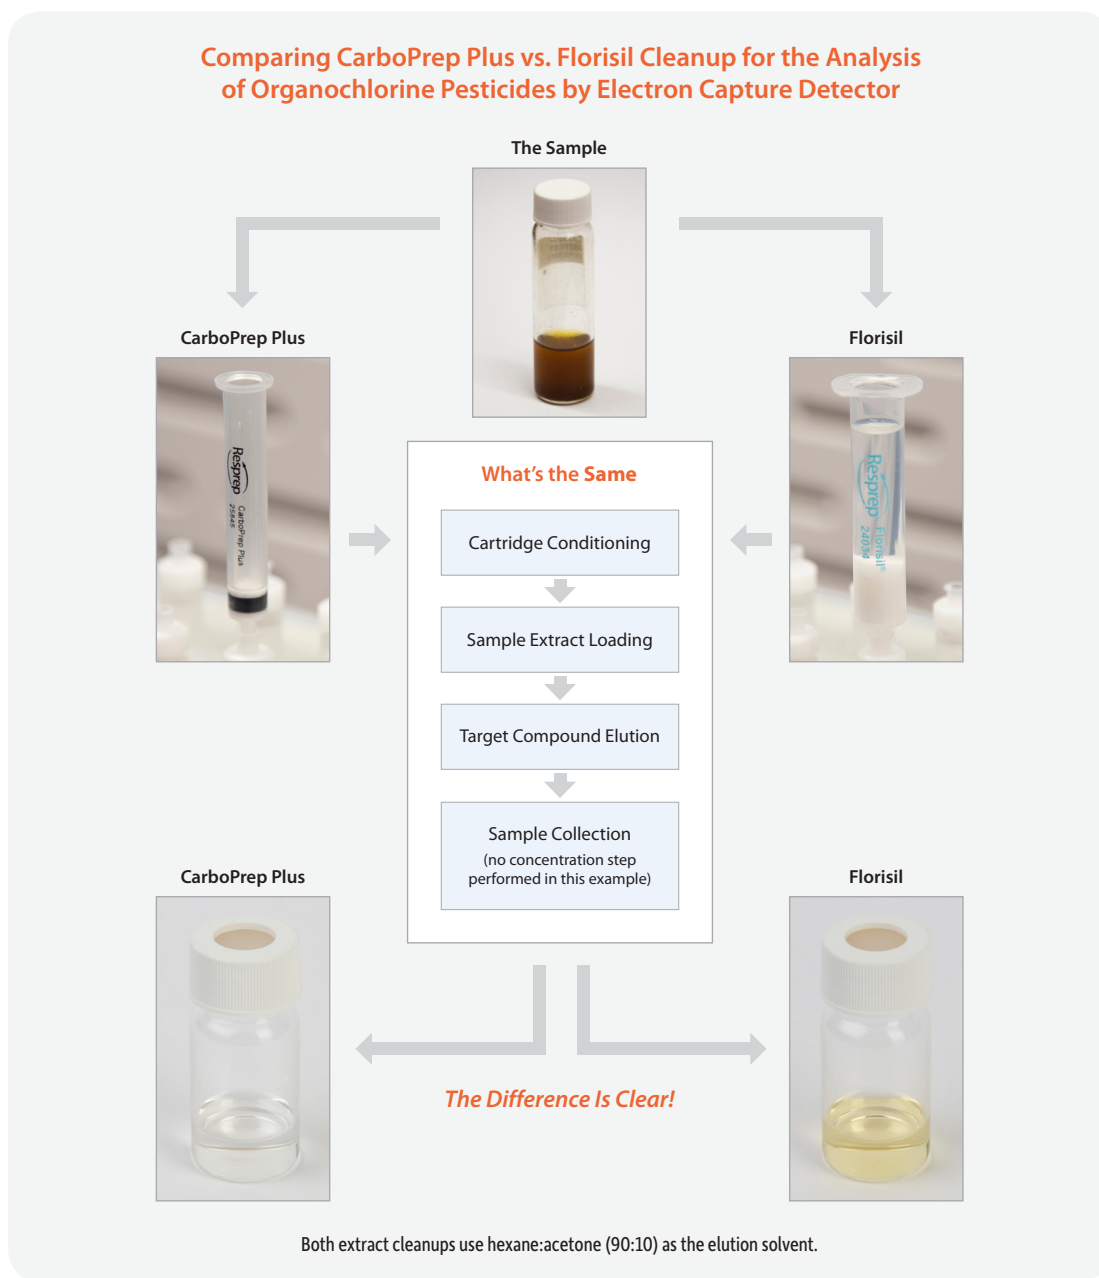 Comparing CarboPrep Plus vs. Florisil Cleanup for the Analysis
of Organochlorine Pesticides by Electron Capture Detector
The Sample
CarboPrep Plus
Florisil
Resprep
CarboPrep Plus
25845
Resprep
Florisil®
24034
What's the Same
Cartridge Conditioning
Sample Extract Loading
Target Compound Elution
Sample Collection
(no concentration step
performed in this example)
CarboPrep Plus
Florisil
The Difference Is Clear!
Both extract cleanups use hexane:acetone (90:10) as the elution solvent.